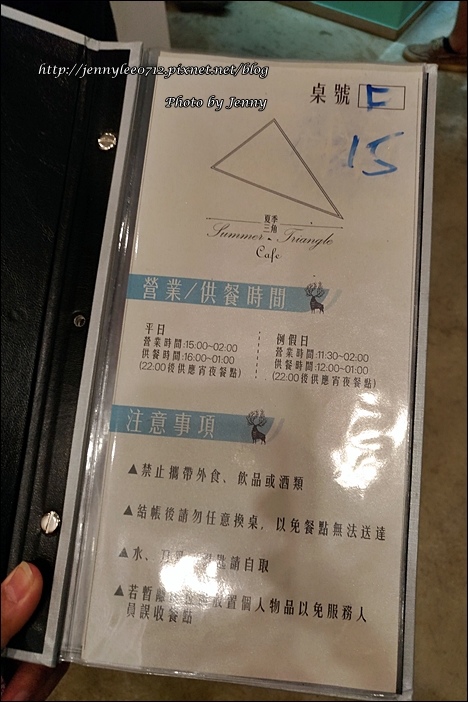 http://jennylee0712.pixnet.net/blog
Photo by Jenny
桌號 F
15
夏季
三角
Summer - Triangle
Cafe
營業/供餐時間
平日
營業時間:15:00~02:00
供餐時間:16:00~01:00
(22:00後供應宵夜餐點)
例假日
營業時間:11:30~02:00
供餐時間:12:00~01:00
(22:00後供應宵夜餐點)
注意事項
▲禁止攜帶外食、飲品或酒類
▲結帳後請勿任意換桌，以免餐點無法送達
▲水、刀叉 匙請自取
▲若暫離 放置個人物品以免服務人
員誤收餐點